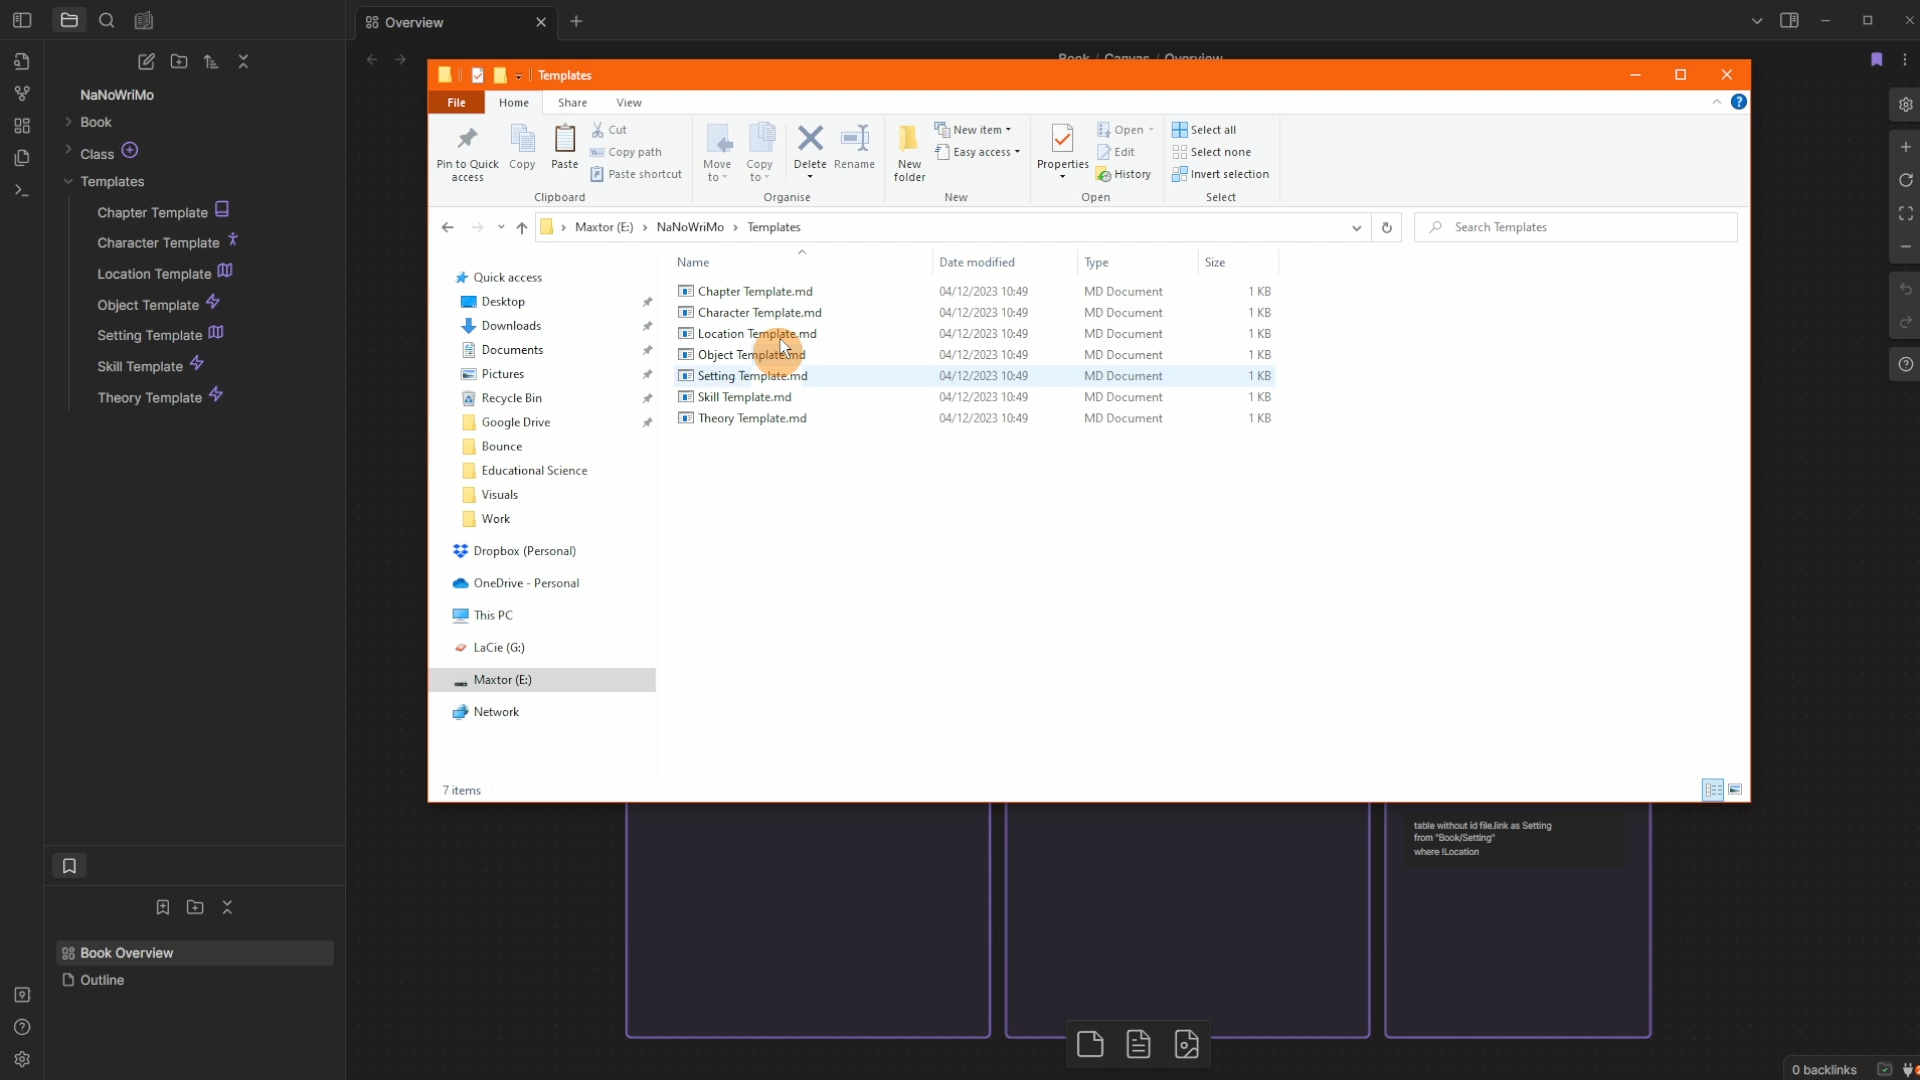 Overview
Templates
File Home Share View
Pin to Quick access
Copy
Paste
Cut
Copy path
Paste shortcut
Clipboard
Move to
Copy to
Delete
Rename
Organise
New folder
New item
Easy access
New
Properties
Open
Edit
History
Open
Select all
Select none
Invert selection
Select
Maxtor (E:) NaNoWriMo Templates
Search Templates
NaNoWriMo
Book
Class
Templates
Chapter Template
Character Template
Location Template
Object Template
Setting Template
Skill Template
Theory Template
Quick access
Desktop
Downloads
Documents
Pictures
Recycle Bin
Google Drive
Bounce
Educational Science
Visuals
Work
Dropbox (Personal)
OneDrive - Personal
This PC
LaCie (G:)
Maxtor (E:)
Network
Name Date modified Type Size
Chapter Template.md 04/12/2023 10:49 MD Document 1 KB
Character Template.md 04/12/2023 10:49 MD Document 1 KB
Location Template.md 04/12/2023 10:49 MD Document 1 KB
Object Template.md 04/12/2023 10:49 MD Document 1 KB
Setting Template.md 04/12/2023 10:49 MD Document 1 KB
Skill Template.md 04/12/2023 10:49 MD Document 1 KB
Theory Template.md 04/12/2023 10:49 MD Document 1 KB
7 items
table without id file.link as Setting
from "Book/Setting"
where !Location
Book Overview
Outline
0 backlinks